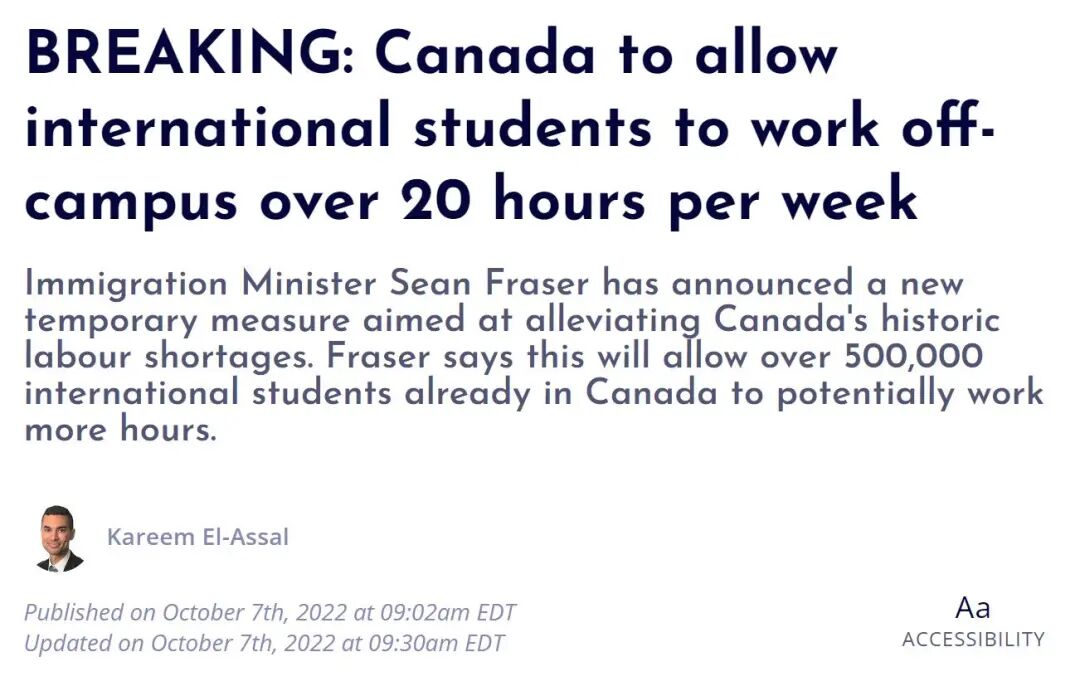 BREAKING: Canada to allow
international students to work off-
campus over 20 hours per week
Immigration Minister Sean Fraser has announced a new
temporary measure aimed at alleviating Canada's historic
labour shortages. Fraser says this will allow over 500,000
international students already in Canada to potentially work
more hours.
Kareem El-Assal
Published on October 7th, 2022 at 09:02am EDT
Updated on October 7th, 2022 at 09:30am EDT
Aa
ACCESSIBILITY